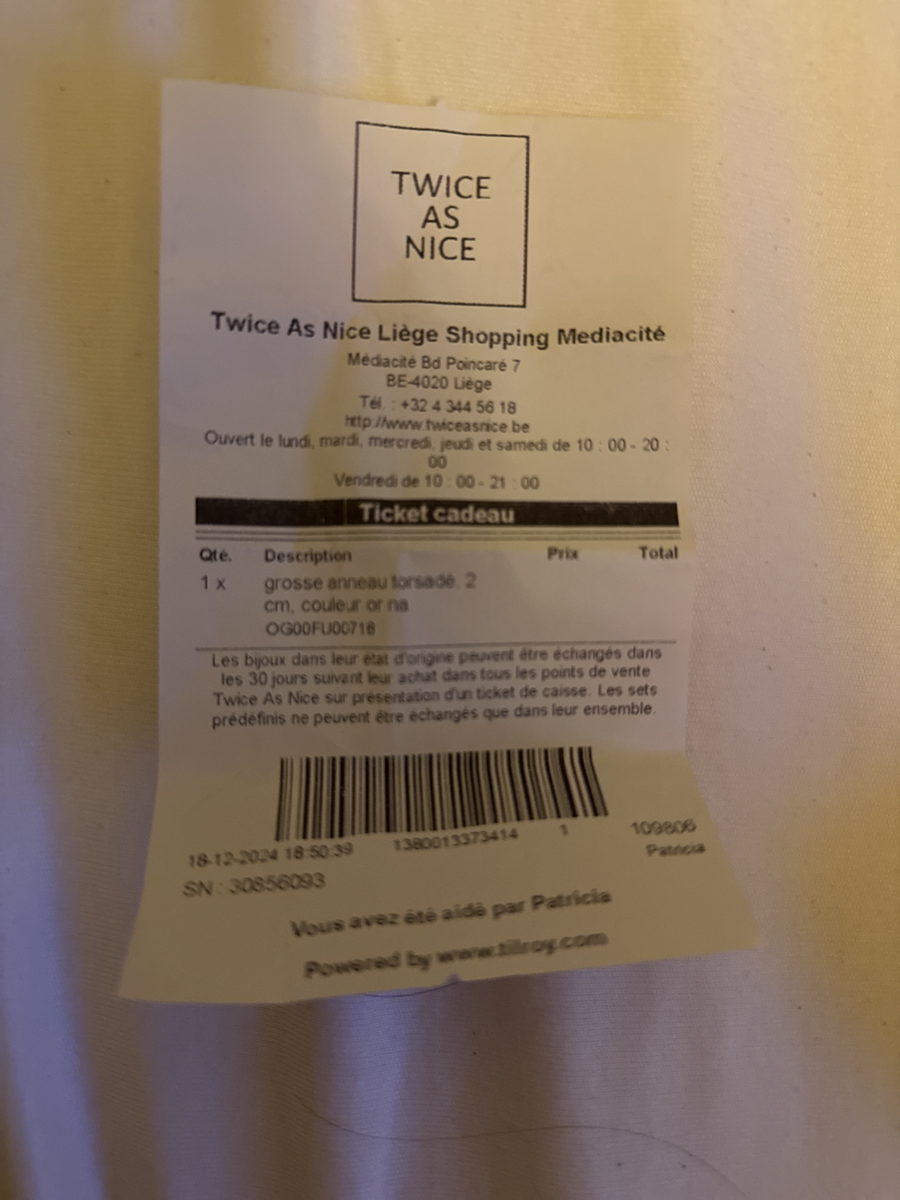 TWICE
AS
NICE
Twice As Nice Liège Shopping Mediacité
Médiacité Bd Poincaré 7
BE-4020 Liège
Tél. : +32 4 344 56 18
http://www.twiceasnice.be
Ouvert le lundi, mardi, mercredi, jeudi et samedi de 10 : 00 - 20 :
00
Vendredi de 10 : 00 - 21 : 00
Ticket cadeau
Qté. Description Prix Total
1 x grosse anneau torsadé, 2
cm, couleur or na
OG00FU00718
Les bijoux dans leur état d'origine peuvent être échangés dans
les 30 jours suivant leur achat dans tous les points de vente
Twice As Nice sur présentation d'un ticket de caisse. Les sets
prédéfinis ne peuvent être échangés que dans leur ensemble.
18-12-2024 18:50:39 1380013373414 1 109806
Patricia
SN : 30856093
Vous avez été aidé par Patricia
Powered by www.tilroy.com